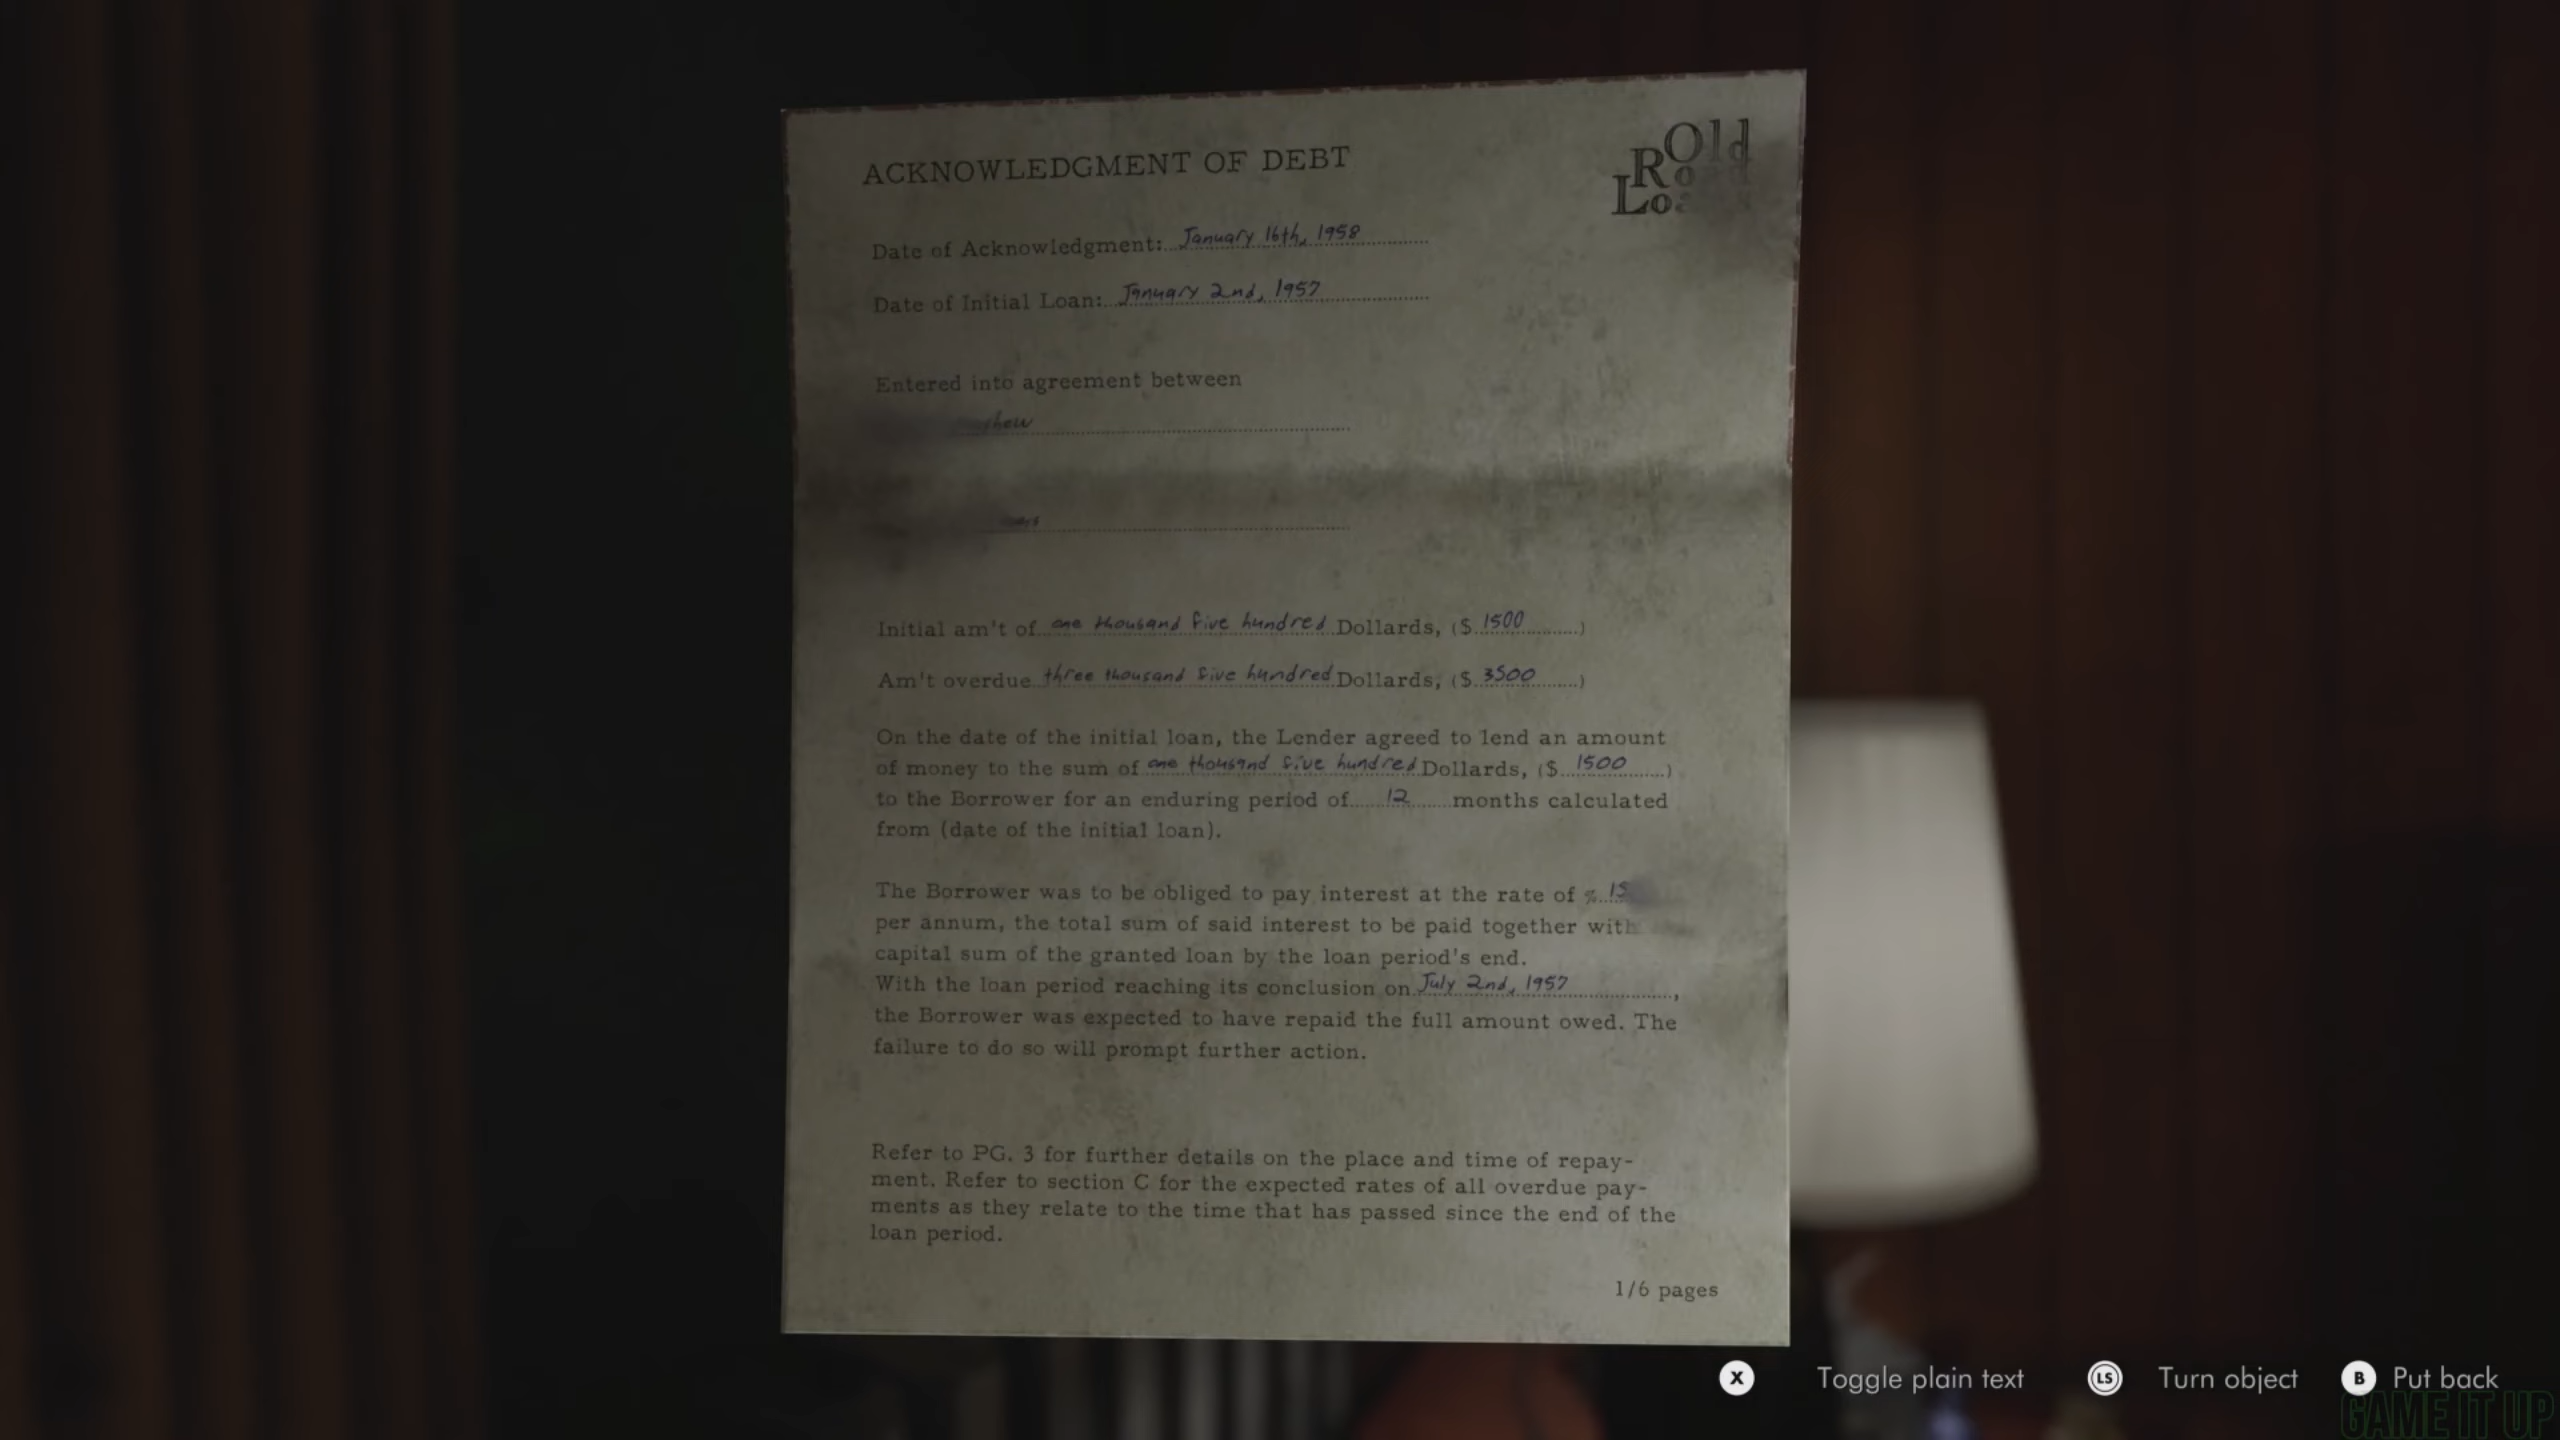 ACKNOWLEDGMENT OF DEBT
Old
Road
Date of Acknowledgment: January 16th, 1958
Date of Initial Loan: January 2nd, 1957
Entered into agreement between
Initial am't of one thousand five hundred Dollards, ($ 1500 )
Am't overdue three thousand five hundred Dollards, ($ 3500 )
On the date of the initial loan, the Lender agreed to lend an amount
of money to the sum of one thousand five hundred Dollards, ($ 1500 )
to the Borrower for an enduring period of 12 months calculated
from (date of the initial loan).
The Borrower was to be obliged to pay interest at the rate of %
per annum, the total sum of said interest to be paid together with
capital sum of the granted loan by the loan period's end.
With the loan period reaching its conclusion on July 2nd, 1957,
the Borrower was expected to have repaid the full amount owed. The
failure to do so will prompt further action.
Refer to PG. 3 for further details on the place and time of repay-
ment. Refer to section C for the expected rates of all overdue pay-
ments as they relate to the time that has passed since the end of the
loan period.
1/6 pages
X Toggle plain text LS Turn object B Put back
GAME IT UP